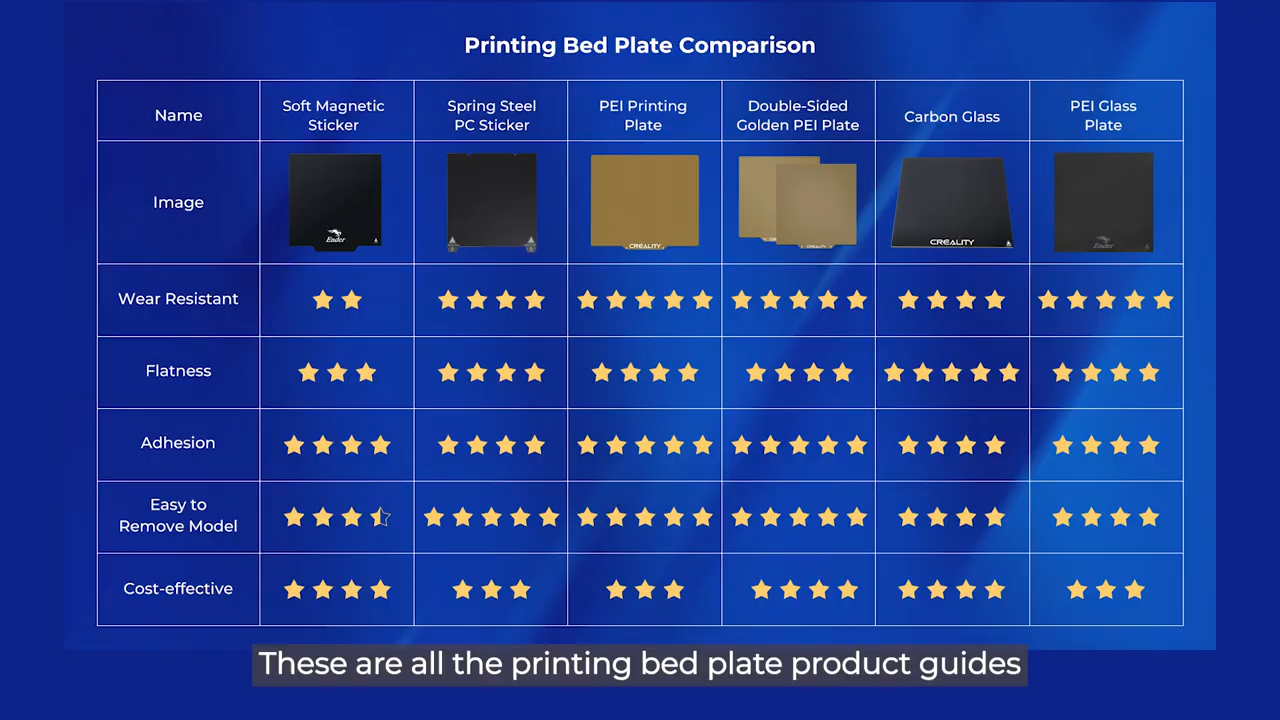 Printing Bed Plate Comparison
Name
Soft Magnetic
Sticker
Spring Steel
PC Sticker
PEI Printing
Plate
Double-Sided
Golden PEI Plate
Carbon Glass
PEI Glass
Plate
Image
Ender
CREALITY
CREALITY
Ender
Wear Resistant
Flatness
Adhesion
Easy to
Remove Model
Cost-effective
These are all the printing bed plate product guides